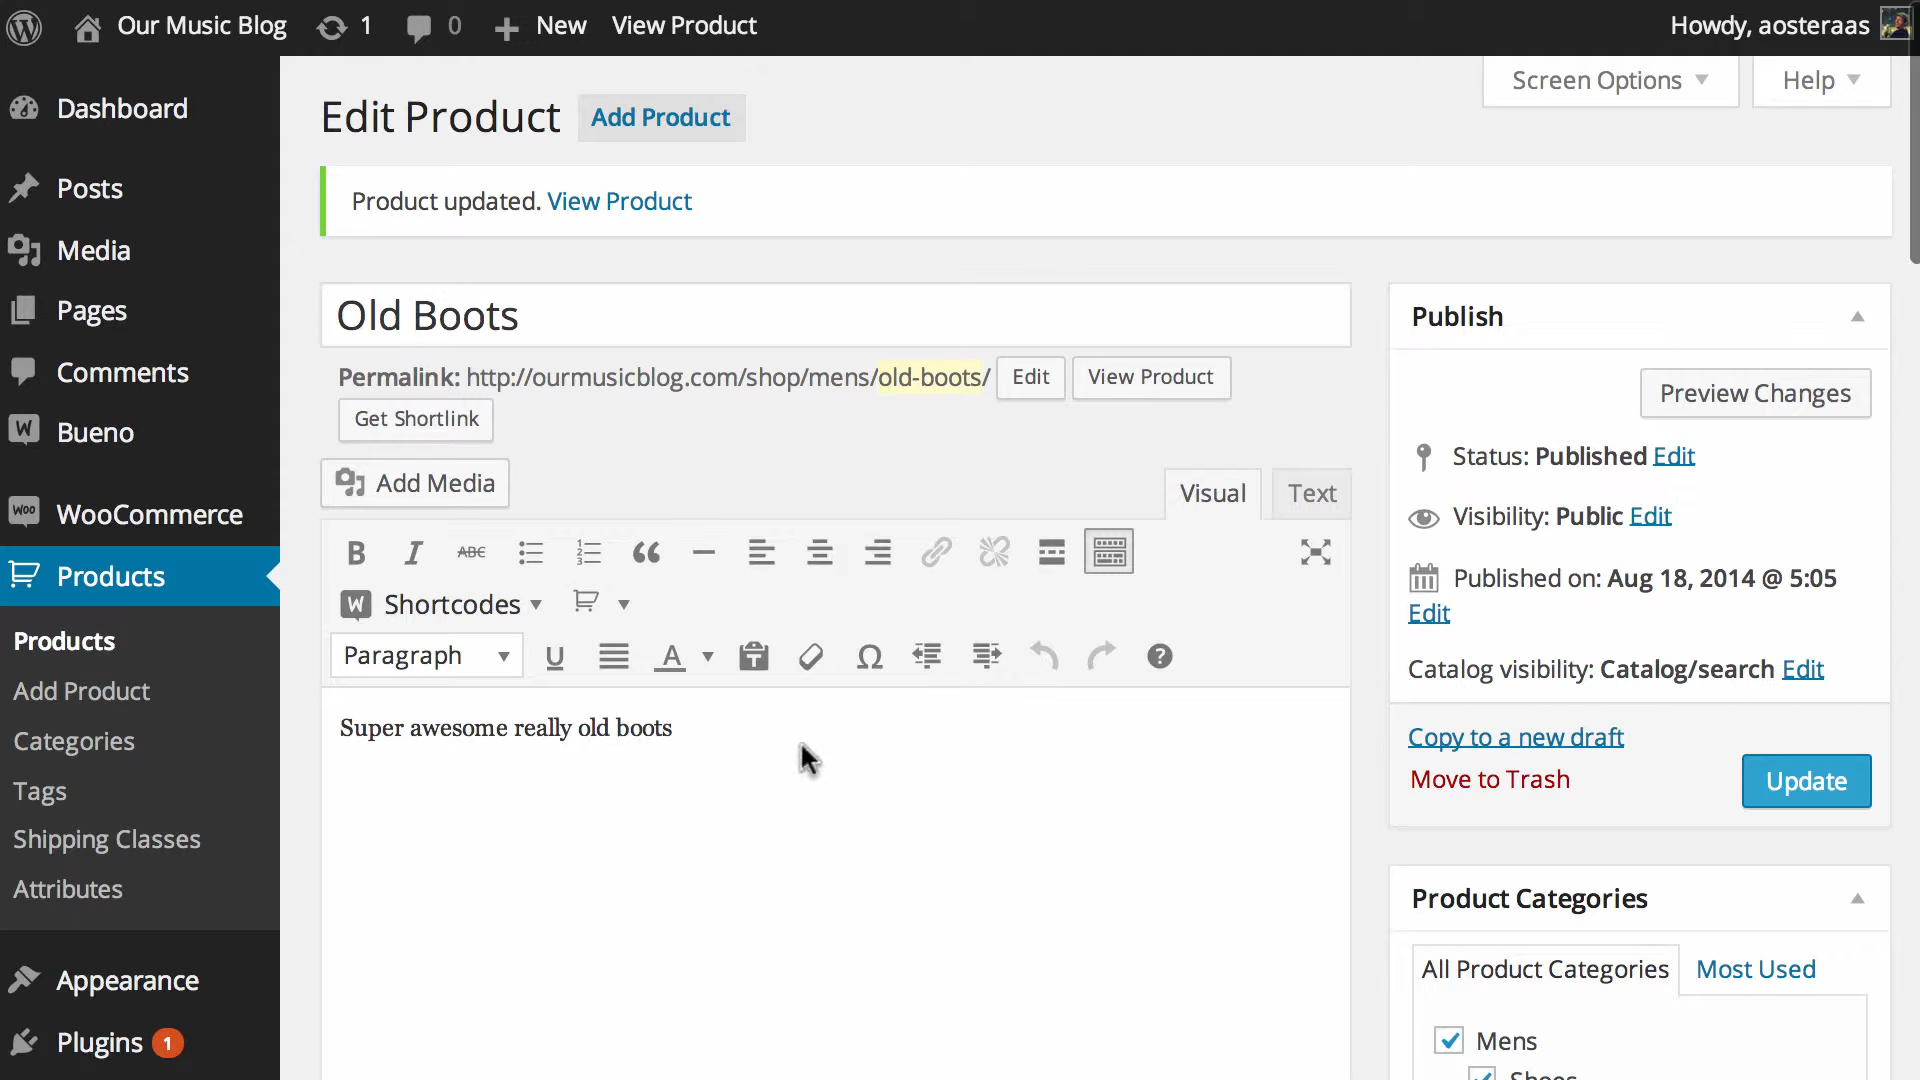 Our Music Blog 1 0 New View Product Howdy, aosteraas
Screen Options Help
Dashboard
Posts
Media
Pages
Comments
Bueno
WooCommerce
Products
Products
Add Product
Categories
Tags
Shipping Classes
Attributes
Appearance
Plugins 1
Edit Product Add Product
Product updated. View Product
Old Boots
Permalink: http://ourmusicblog.com/shop/mens/old-boots/ Edit View Product
Get Shortlink
Add Media Visual Text
B I ABC
Shortcodes
Paragraph U A
Super awesome really old boots
Publish
Preview Changes
Status: Published Edit
Visibility: Public Edit
Published on: Aug 18, 2014 @ 5:05
Edit
Catalog visibility: Catalog/search Edit
Copy to a new draft
Move to Trash Update
Product Categories
All Product Categories Most Used
Mens
Shoes